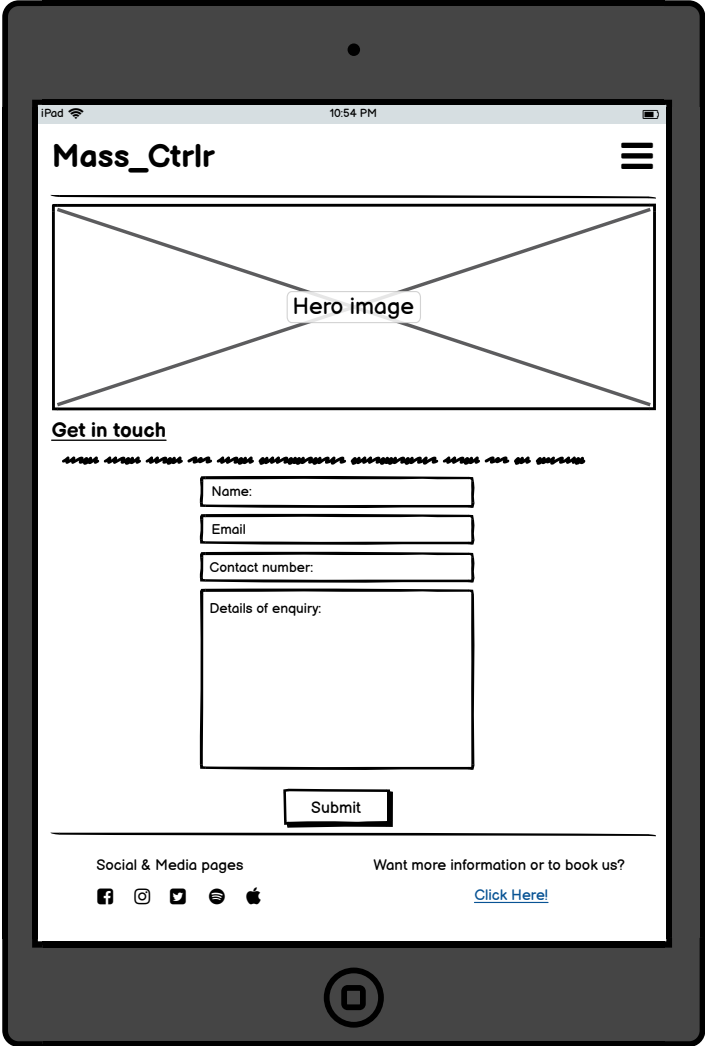 iPad 10:54 PM
Mass_Ctrlr
Hero image
Get in touch
Name:
Email
Contact number:
Details of enquiry:
Submit
Social & Media pages
Want more information or to book us?
Click Here!